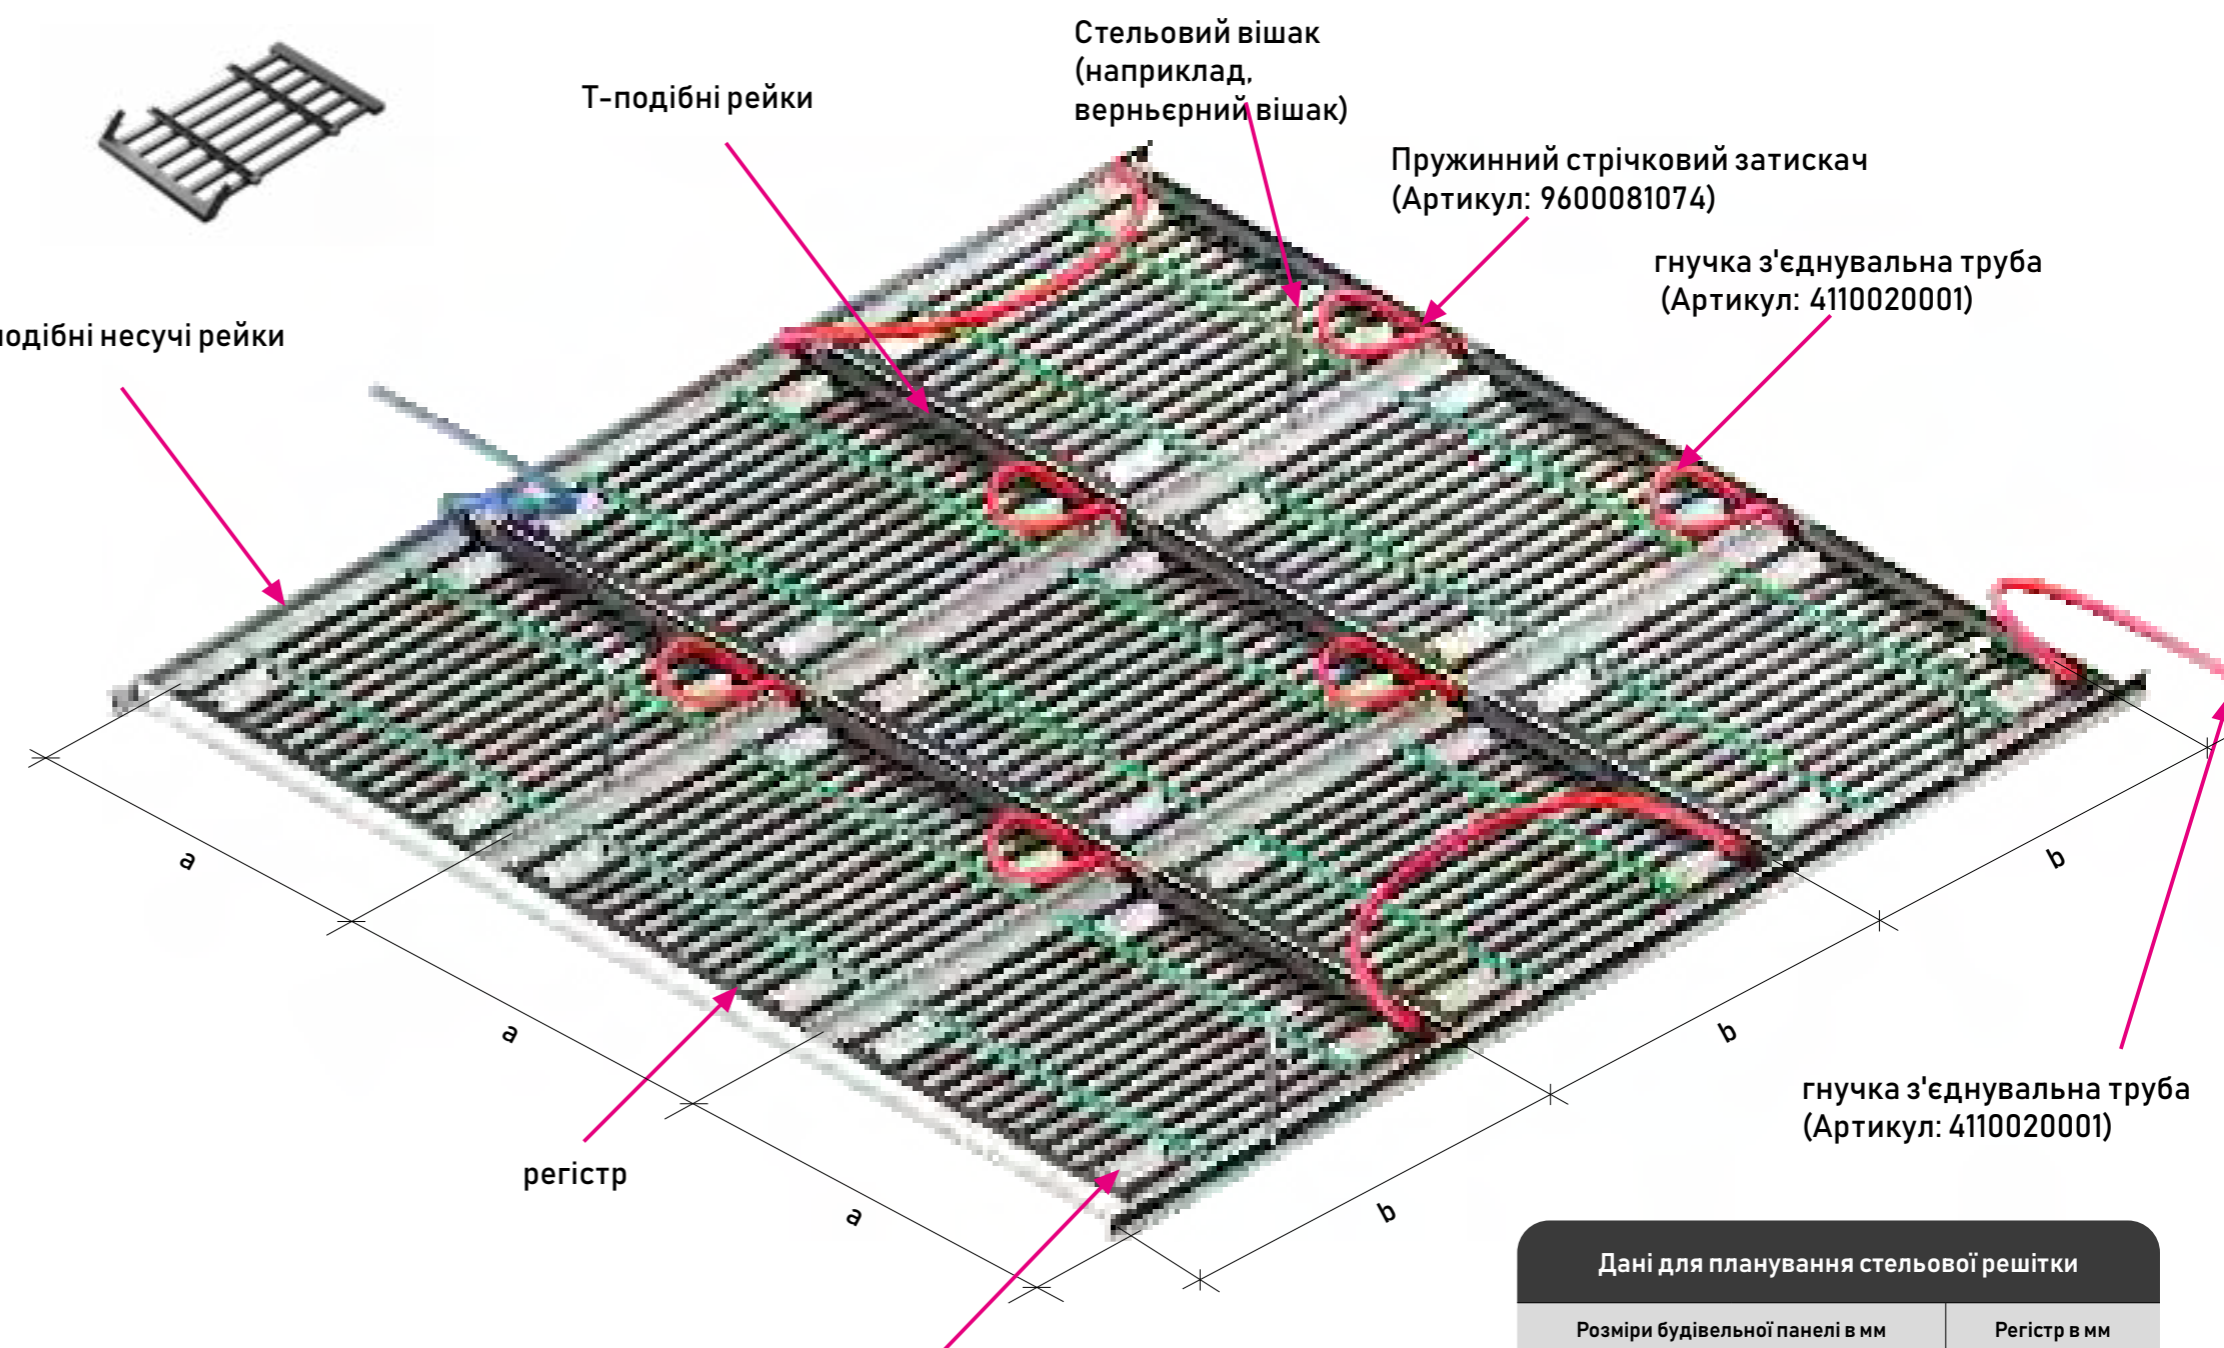 Стельовий вішак
(наприклад,
верньєрний вішак)
Т-подібні рейки
Пружинний стрічковий затискач
(Артикул: 9600081074)
гнучка з'єднувальна труба
(Артикул: 4110020001)
несучі рейки
a
a
a
b
b
b
регістр
гнучка з'єднувальна труба
(Артикул: 4110020001)
Дані для планування стельової решітки
Розміри будівельної панелі в мм
Регістр в мм